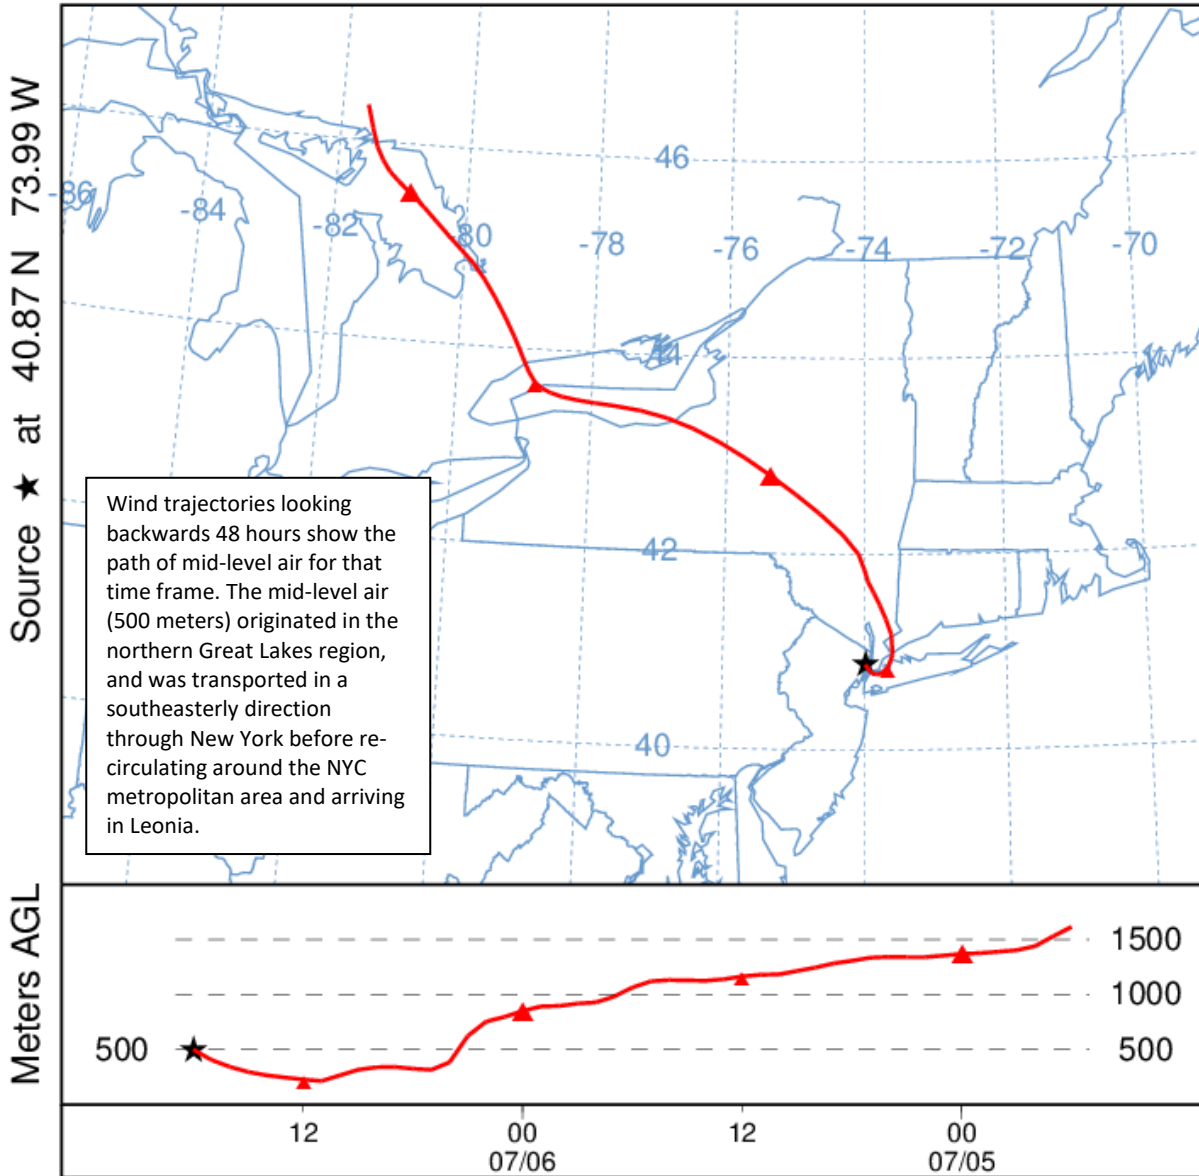 Source ★ at 40.87 N 73.99 W
46
-86
-84
-82
-80
-78
-76
-74
-72
-70
44
42
40
Wind trajectories looking
backwards 48 hours show the
path of mid-level air for that
time frame. The mid-level air
(500 meters) originated in the
northern Great Lakes region,
and was transported in a
southeasterly direction
through New York before re-
circulating around the NYC
metropolitan area and arriving
in Leonia.
Meters AGL
1500
1000
500
500
12
00
12
00
07/06
07/05